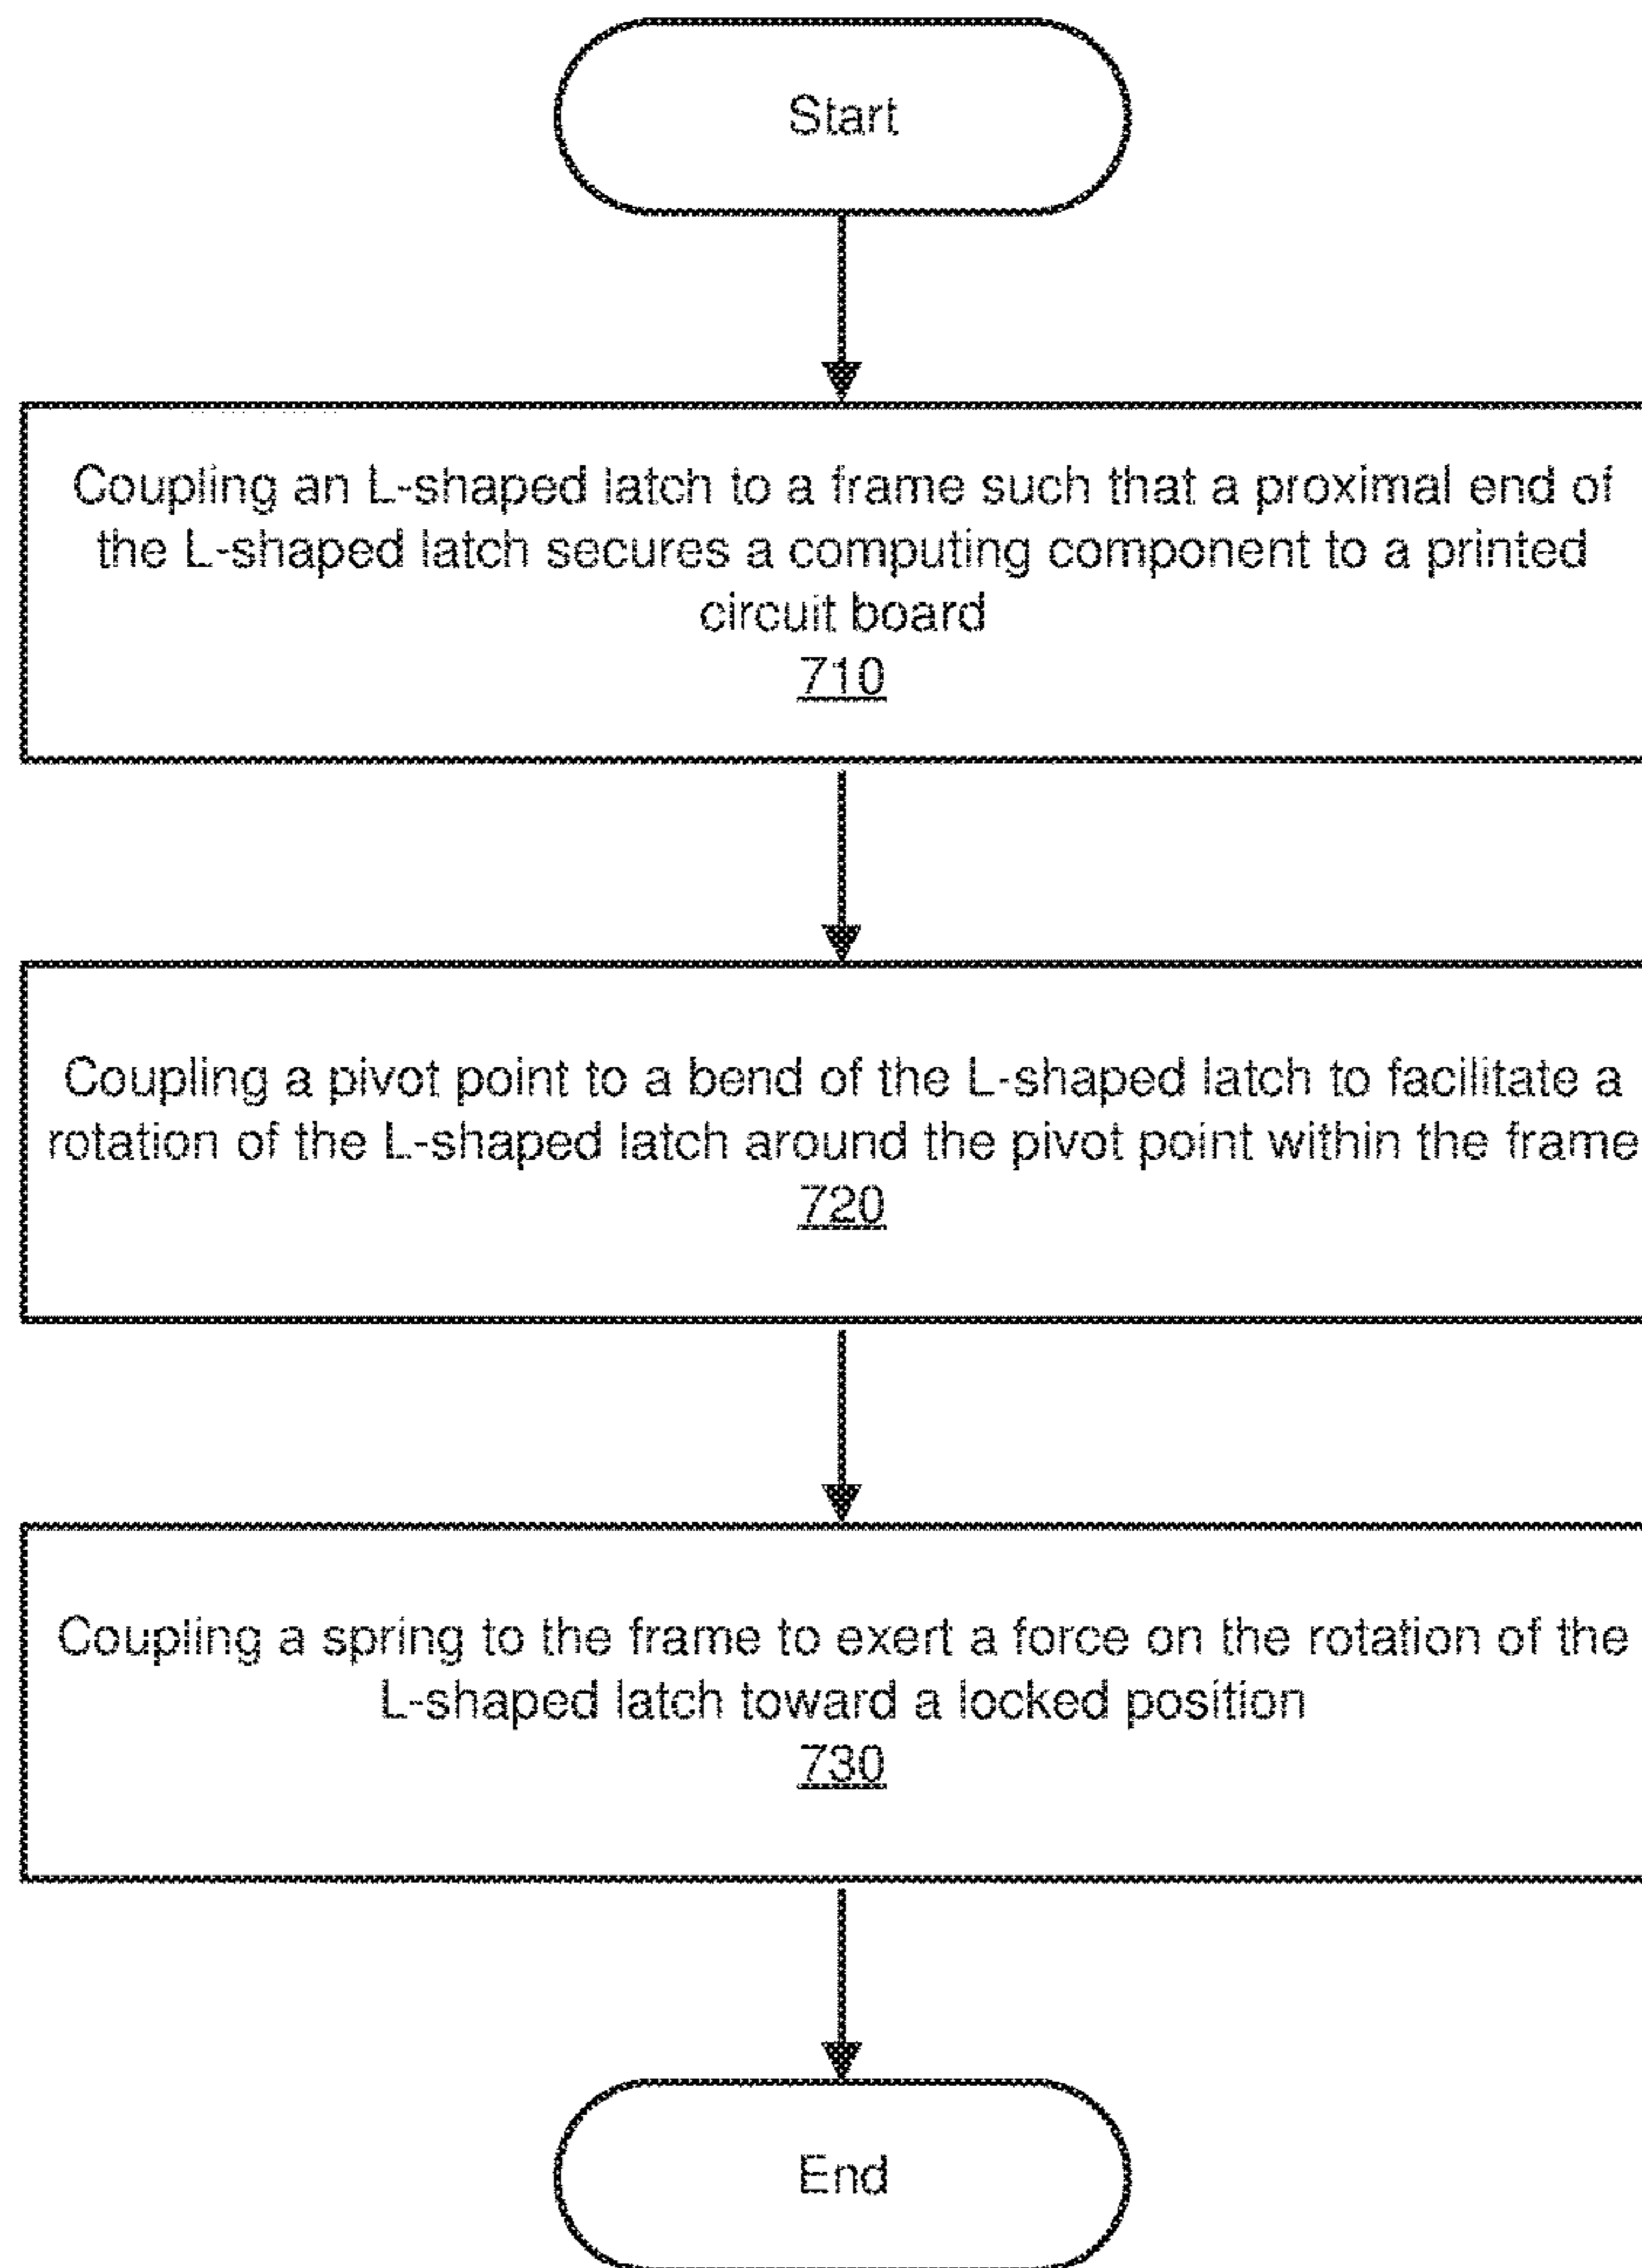 Start
Coupling an L-shaped latch to a frame such that a proximal end of
the L-shaped latch secures a computing component to a printed
circuit board
710
Coupling a pivot point to a bend of the L-shaped latch to facilitate a
rotation of the L-shaped latch around the pivot point within the frame
720
Coupling a spring to the frame to exert a force on the rotation of the
L-shaped latch toward a locked position
730
End